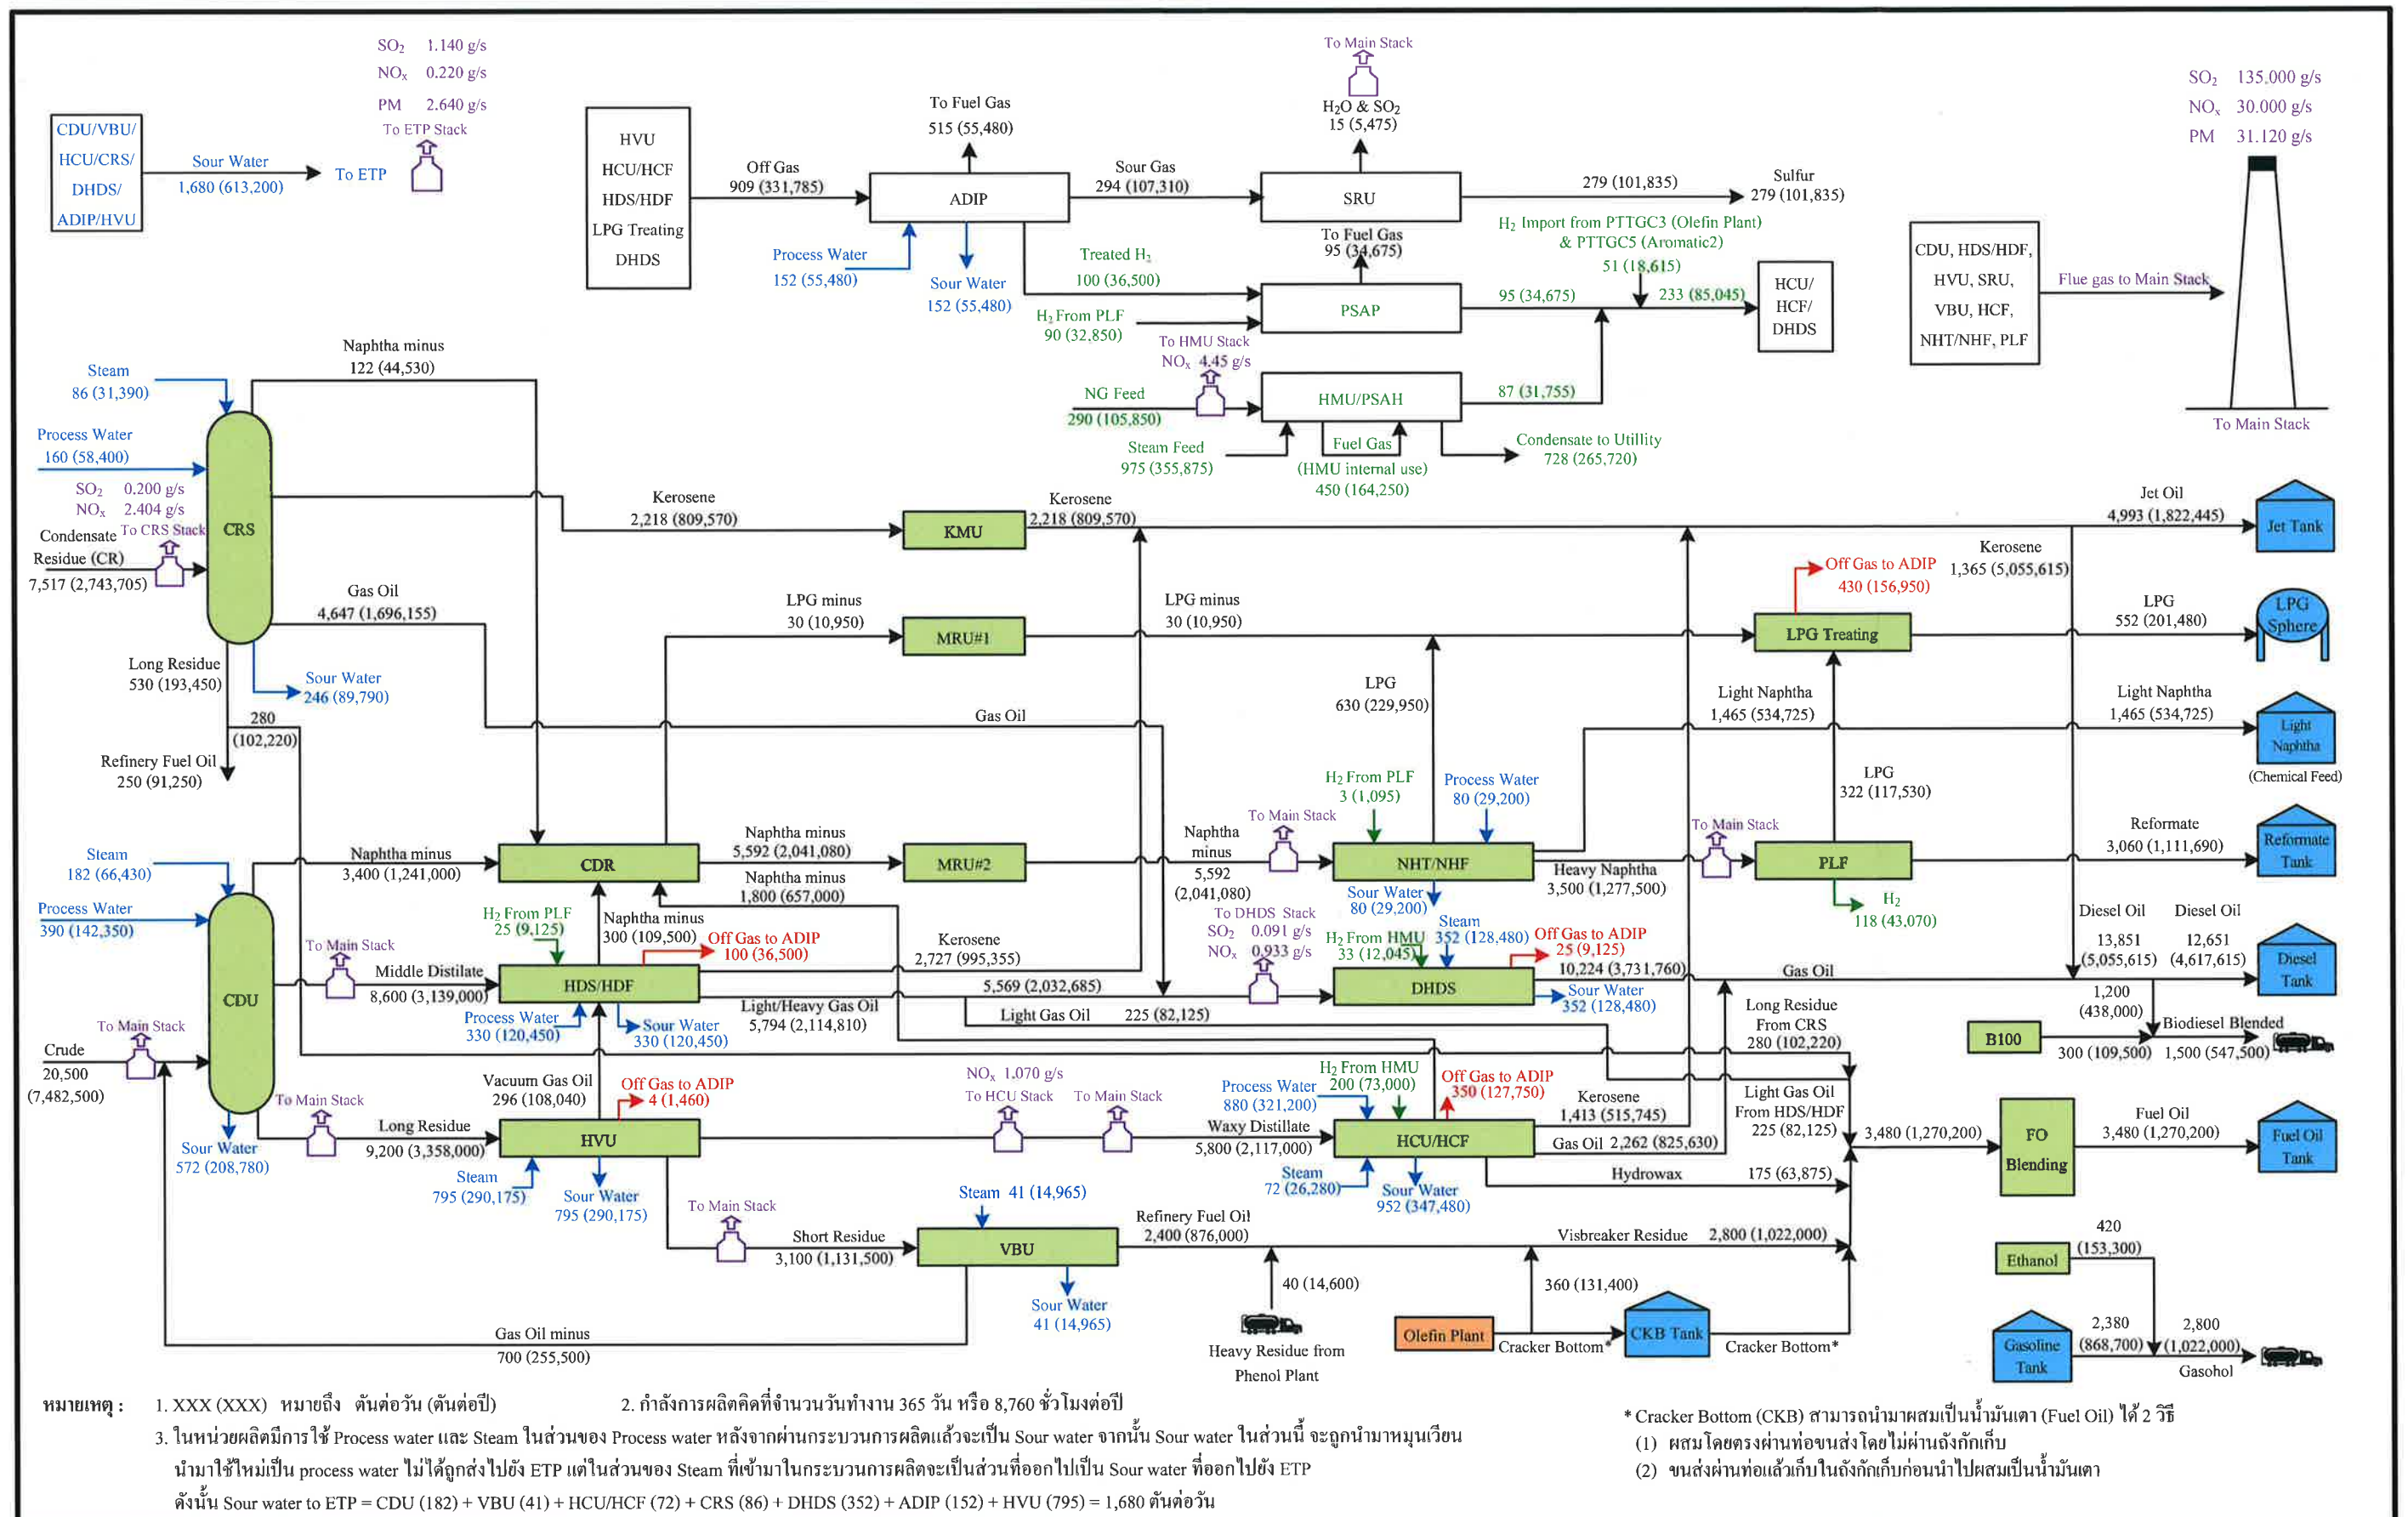 SO₂ 1.140 g/s
NOₓ 0.220 g/s
PM 2.640 g/s
To ETP Stack
CDU/VBU/
HCU/CRS/
DHDS/
ADIP/HVU
Sour Water
1,680 (613,200)
To ETP
HVU
HCU/HCF
HDS/HDF
LPG Treating
DHDS
Off Gas
909 (331,785)
To Fuel Gas
515 (55,480)
ADIP
Process Water
152 (55,480)
Sour Water
152 (55,480)
Sour Gas
294 (107,310)
To Main Stack
H₂O & SO₂
15 (5,475)
SRU
279 (101,835)
Sulfur
279 (101,835)
Treated H₂
100 (36,500)
H₂ From PLF
90 (32,850)
To Fuel Gas
95 (34,675)
PSAP
95 (34,675)
H₂ Import from PTTGC3 (Olefin Plant)
& PTTGC5 (Aromatic2)
51 (18,615)
233 (85,045)
HCU/
HCF/
DHDS
To HMU Stack
NOₓ 4.45 g/s
NG Feed
290 (105,850)
HMU/PSAH
87 (31,755)
Steam Feed
975 (355,875)
Fuel Gas
(HMU internal use)
450 (164,250)
Condensate to Utillity
728 (265,720)
CDU, HDS/HDF,
HVU, SRU,
VBU, HCF,
NHT/NHF, PLF
Flue gas to Main Stack
SO₂ 135.000 g/s
NOₓ 30.000 g/s
PM 31.120 g/s
To Main Stack
Naphtha minus
122 (44,530)
Steam
86 (31,390)
Process Water
160 (58,400)
SO₂ 0.200 g/s
NOₓ 2.404 g/s
To CRS Stack
Condensate
Residue (CR)
7,517 (2,743,705)
CRS
Kerosene
2,218 (809,570)
KMU
Kerosene
2,218 (809,570)
Jet Oil
4,993 (1,822,445)
Jet Tank
Kerosene
1,365 (5,055,615)
Gas Oil
4,647 (1,696,155)
Long Residue
530 (193,450)
Sour Water
246 (89,790)
280
(102,220)
Refinery Fuel Oil
250 (91,250)
LPG minus
30 (10,950)
MRU#1
LPG minus
30 (10,950)
Off Gas to ADIP
430 (156,950)
LPG Treating
LPG
552 (201,480)
LPG
Sphere
Gas Oil
LPG
630 (229,950)
Light Naphtha
1,465 (534,725)
Light Naphtha
1,465 (534,725)
Light
Naphtha
(Chemical Feed)
LPG
322 (117,530)
Steam
182 (66,430)
Process Water
390 (142,350)
CDU
Naphtha minus
3,400 (1,241,000)
CDR
Naphtha minus
5,592 (2,041,080)
MRU#2
Naphtha minus
1,800 (657,000)
Naphtha
minus
5,592
(2,041,080)
To Main Stack
H₂ From PLF
3 (1,095)
Process Water
80 (29,200)
NHT/NHF
Sour Water
80 (29,200)
Heavy Naphtha
3,500 (1,277,500)
To Main Stack
PLF
H₂
118 (43,070)
Reformate
3,060 (1,111,690)
Reformate
Tank
To Main Stack
Middle Distilate
8,600 (3,139,000)
H₂ From PLF
25 (9,125)
Naphtha minus
300 (109,500)
Off Gas to ADIP
100 (36,500)
HDS/HDF
Process Water
330 (120,450)
Sour Water
330 (120,450)
Kerosene
2,727 (995,355)
Light/Heavy Gas Oil
5,794 (2,114,810)
5,569 (2,032,685)
Light Gas Oil
225 (82,125)
To DHDS Stack
SO₂ 0.091 g/s
NOₓ 0.933 g/s
H₂ From HMU
33 (12,045)
Steam
352 (128,480)
Off Gas to ADIP
25 (9,125)
DHDS
10,224 (3,731,760)
Sour Water
352 (128,480)
Gas Oil
Diesel Oil
13,851
(5,055,615)
Diesel Oil
12,651
(4,617,615)
Diesel
Tank
1,200
(438,000)
B100
300 (109,500)
Biodiesel Blended
1,500 (547,500)
To Main Stack
Crude
20,500
(7,482,500)
To Main Stack
Sour Water
572 (208,780)
Long Residue
9,200 (3,358,000)
Vacuum Gas Oil
296 (108,040)
Off Gas to ADIP
4 (1,460)
HVU
Steam
795 (290,175)
Sour Water
795 (290,175)
NOₓ 1.070 g/s
To HCU Stack
To Main Stack
Waxy Distillate
5,800 (2,117,000)
Process Water
880 (321,200)
H₂ From HMU
200 (73,000)
Off Gas to ADIP
350 (127,750)
HCU/HCF
Steam
72 (26,280)
Sour Water
952 (347,480)
Kerosene
1,413 (515,745)
Gas Oil 2,262 (825,630)
Hydrowax
175 (63,875)
Long Residue
From CRS
280 (102,220)
Light Gas Oil
From HDS/HDF
225 (82,125)
3,480 (1,270,200)
FO
Blending
Fuel Oil
3,480 (1,270,200)
Fuel Oil
Tank
To Main Stack
Short Residue
3,100 (1,131,500)
Steam 41 (14,965)
VBU
Sour Water
41 (14,965)
Refinery Fuel Oil
2,400 (876,000)
Visbreaker Residue
2,800 (1,022,000)
40 (14,600)
Heavy Residue from
Phenol Plant
360 (131,400)
Olefin Plant
Cracker Bottom*
CKB Tank
Cracker Bottom*
Gas Oil minus
700 (255,500)
Ethanol
420
(153,300)
Gasoline
Tank
2,380
(868,700)
2,800
(1,022,000)
Gasohol
หมายเหตุ : 1. XXX (XXX) หมายถึง ตันต่อวัน (ตันต่อปี) 2. กำลังการผลิตคิดที่จำนวนวันทำงาน 365 วัน หรือ 8,760 ชั่วโมงต่อปี
3. ในหน่วยผลิตมีการใช้ Process water และ Steam ในส่วนของ Process water หลังจากผ่านกระบวนการผลิตแล้วจะเป็น Sour water จากนั้น Sour water ในส่วนนี้ จะถูกนำมาหมุนเวียน
นำมาใช้ใหม่เป็น process water ไม่ได้ถูกส่งไปยัง ETP แต่ในส่วนของ Steam ที่เข้ามาในกระบวนการผลิตจะเป็นส่วนที่ออกไปเป็น Sour water ที่ออกไปยัง ETP
ดังนั้น Sour water to ETP = CDU (182) + VBU (41) + HCU/HCF (72) + CRS (86) + DHDS (352) + ADIP (152) + HVU (795) = 1,680 ตันต่อวัน
* Cracker Bottom (CKB) สามารถนำมาผสมเป็นน้ำมันเตา (Fuel Oil) ได้ 2 วิธี
(1) ผสมโดยตรงผ่านท่อขนส่งโดยไม่ผ่านถังกักเก็บ
(2) ขนส่งผ่านท่อแล้วเก็บในถังกักเก็บก่อนนำไปผสมเป็นน้ำมันเตา